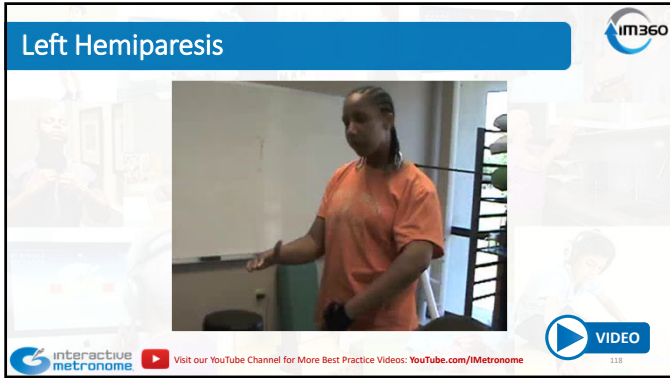 Left Hemiparesis
IM360
VIDEO
interactive
metronome
Visit our YouTube Channel for More Best Practice Videos: YouTube.com/IMetronome
118